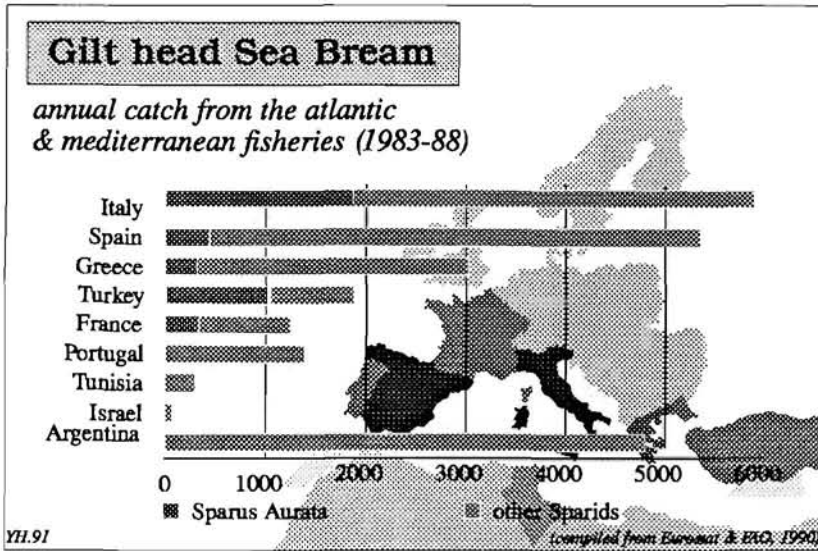 Gilt head Sea Bream
annual catch from the atlantic
& mediterranean fisheries (1983-88)
Italy
Spain
Greece
Turkey
France
Portugal
Tunisia
Israel
Argentina
0 1000 2000 3000 4000 5000 6000
Sparus Aurata other Sparids
YH.91 (compiled from & FAO, 1990)